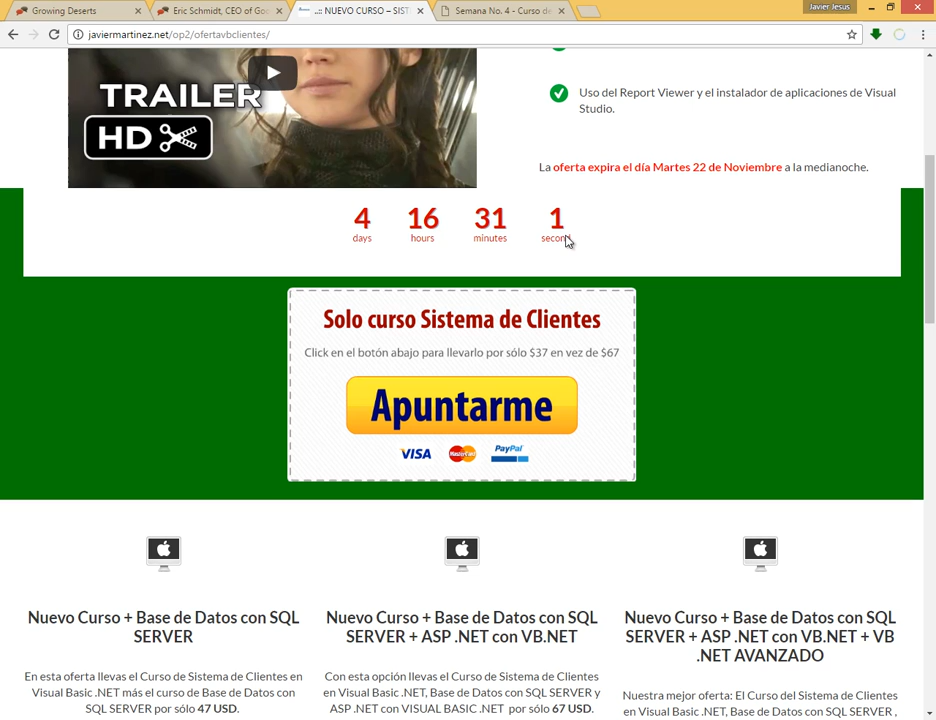 Growing Deserts
Eric Schmidt, CEO of Goo
..:: NUEVO CURSO – SIST
Semana No. 4 - Curso de
Javier Jesus
javiermartinez.net/op2/ofertavbclientes/
TRAILER
HD
Uso del Report Viewer y el instalador de aplicaciones de Visual
Studio.
La oferta expira el día Martes 22 de Noviembre a la medianoche.
4 16 31 1
days hours minutes second
Solo curso Sistema de Clientes
Click en el botón abajo para llevarlo por sólo $37 en vez de $67
Apuntarme
VISA MasterCard PayPal
Nuevo Curso + Base de Datos con SQL
SERVER
En esta oferta llevas el Curso de Sistema de Clientes en
Visual Basic .NET más el curso de Base de Datos con
SQL SERVER por sólo 47 USD.
Nuevo Curso + Base de Datos con SQL
SERVER + ASP .NET con VB.NET
Con esta opción llevas el Curso de Sistema de Clientes
en Visual Basic .NET, Base de Datos con SQL SERVER y
ASP .NET con VISUAL BASIC .NET por sólo 67 USD.
Nuevo Curso + Base de Datos con SQL
SERVER + ASP .NET con VB.NET + VB
.NET AVANZADO
Nuestra mejor oferta: El Curso del Sistema de Clientes
en Visual Basic .NET, Base de Datos con SQL SERVER ,